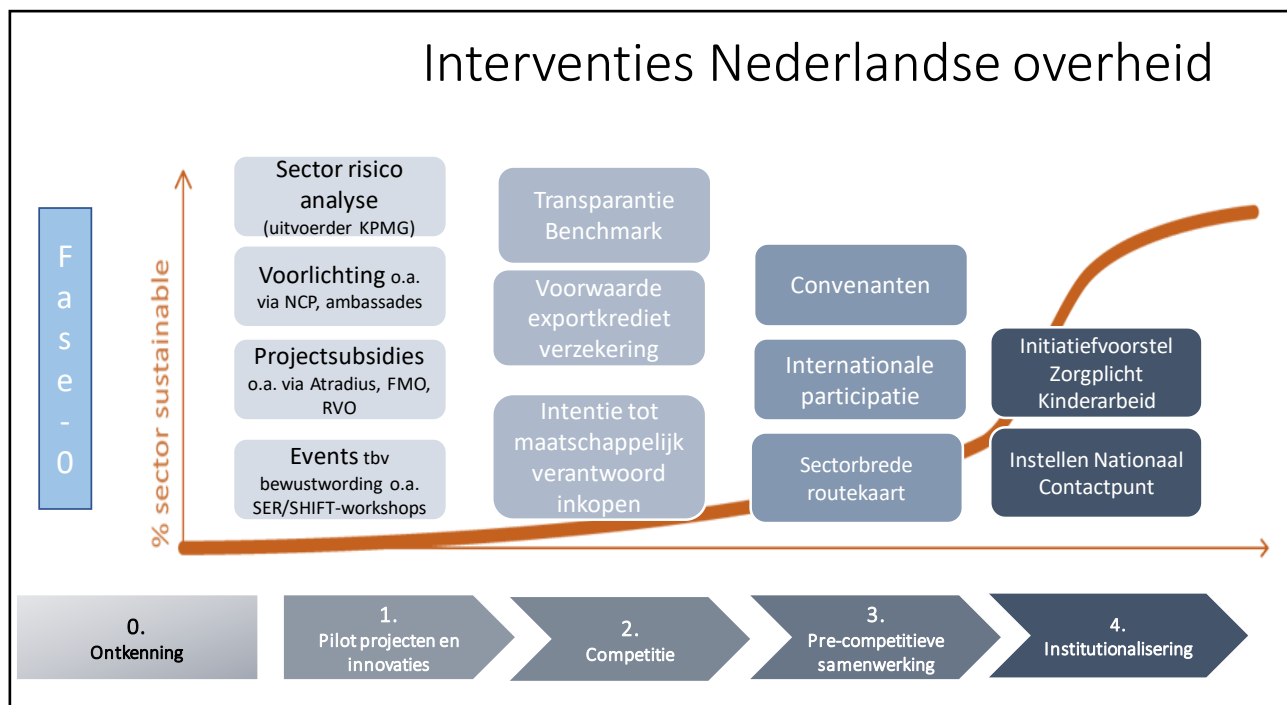 Interventies Nederlandse overheid
F
a
s
e
-
0
% sector sustainable
Sector risico
analyse
(uitvoerder KPMG)
Voorlichting o.a.
via NCP, ambassades
Projectsubsidies
o.a. via Atradius, FMO,
RVO
Events tbv
bewustwording o.a.
SER/SHIFT-workshops
Transparantie
Benchmark
Voorwaarde
exportkrediet
verzekering
Intentie tot
maatschappelijk
verantwoord
inkopen
Convenanten
Internationale
participatie
Sectorbrede
routekaart
Initiatiefvoorstel
Zorgplicht
Kinderarbeid
Instellen Nationaal
Contactpunt
0.
Ontkenning
1.
Pilot projecten en
innovaties
2.
Competitie
3.
Pre-competitieve
samenwerking
4.
Institutionalisering